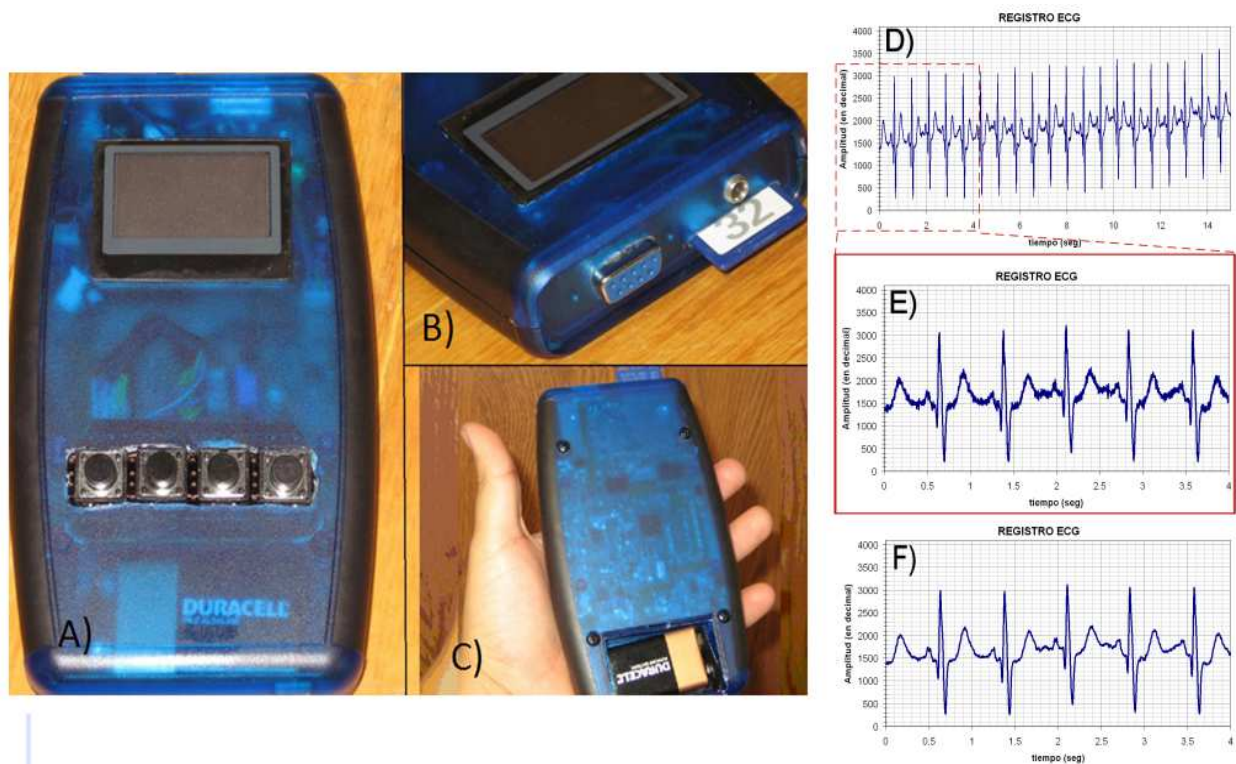 A)
DURACELL
B)
32
C)
DURACELL
D)
REGISTRO ECG
Amplitud (en decimal)
4000
3500
3000
2500
2000
1500
1000
500
0
0 2 4 6 8 10 12 14
tiempo (seg)
E)
REGISTRO ECG
Amplitud (en decimal)
4000
3500
3000
2500
2000
1500
1000
500
0
0 0.5 1 1.5 2 2.5 3 3.5 4
tiempo (seg)
F)
REGISTRO ECG
Amplitud (en decimal)
4000
3500
3000
2500
2000
1500
1000
500
0
0 0.5 1 1.5 2 2.5 3 3.5 4
tiempo (seg)